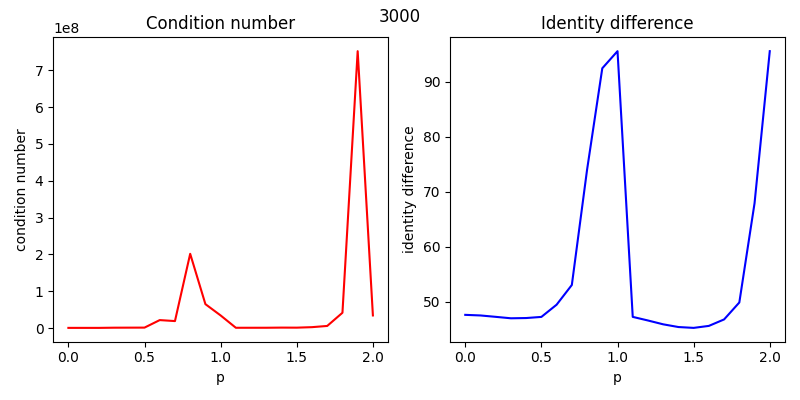 3000
Condition number
1e8
condition number
7
6
5
4
3
2
1
0
0.0 0.5 1.0 1.5 2.0
p
Identity difference
identity difference
90
80
70
60
50
0.0 0.5 1.0 1.5 2.0
p